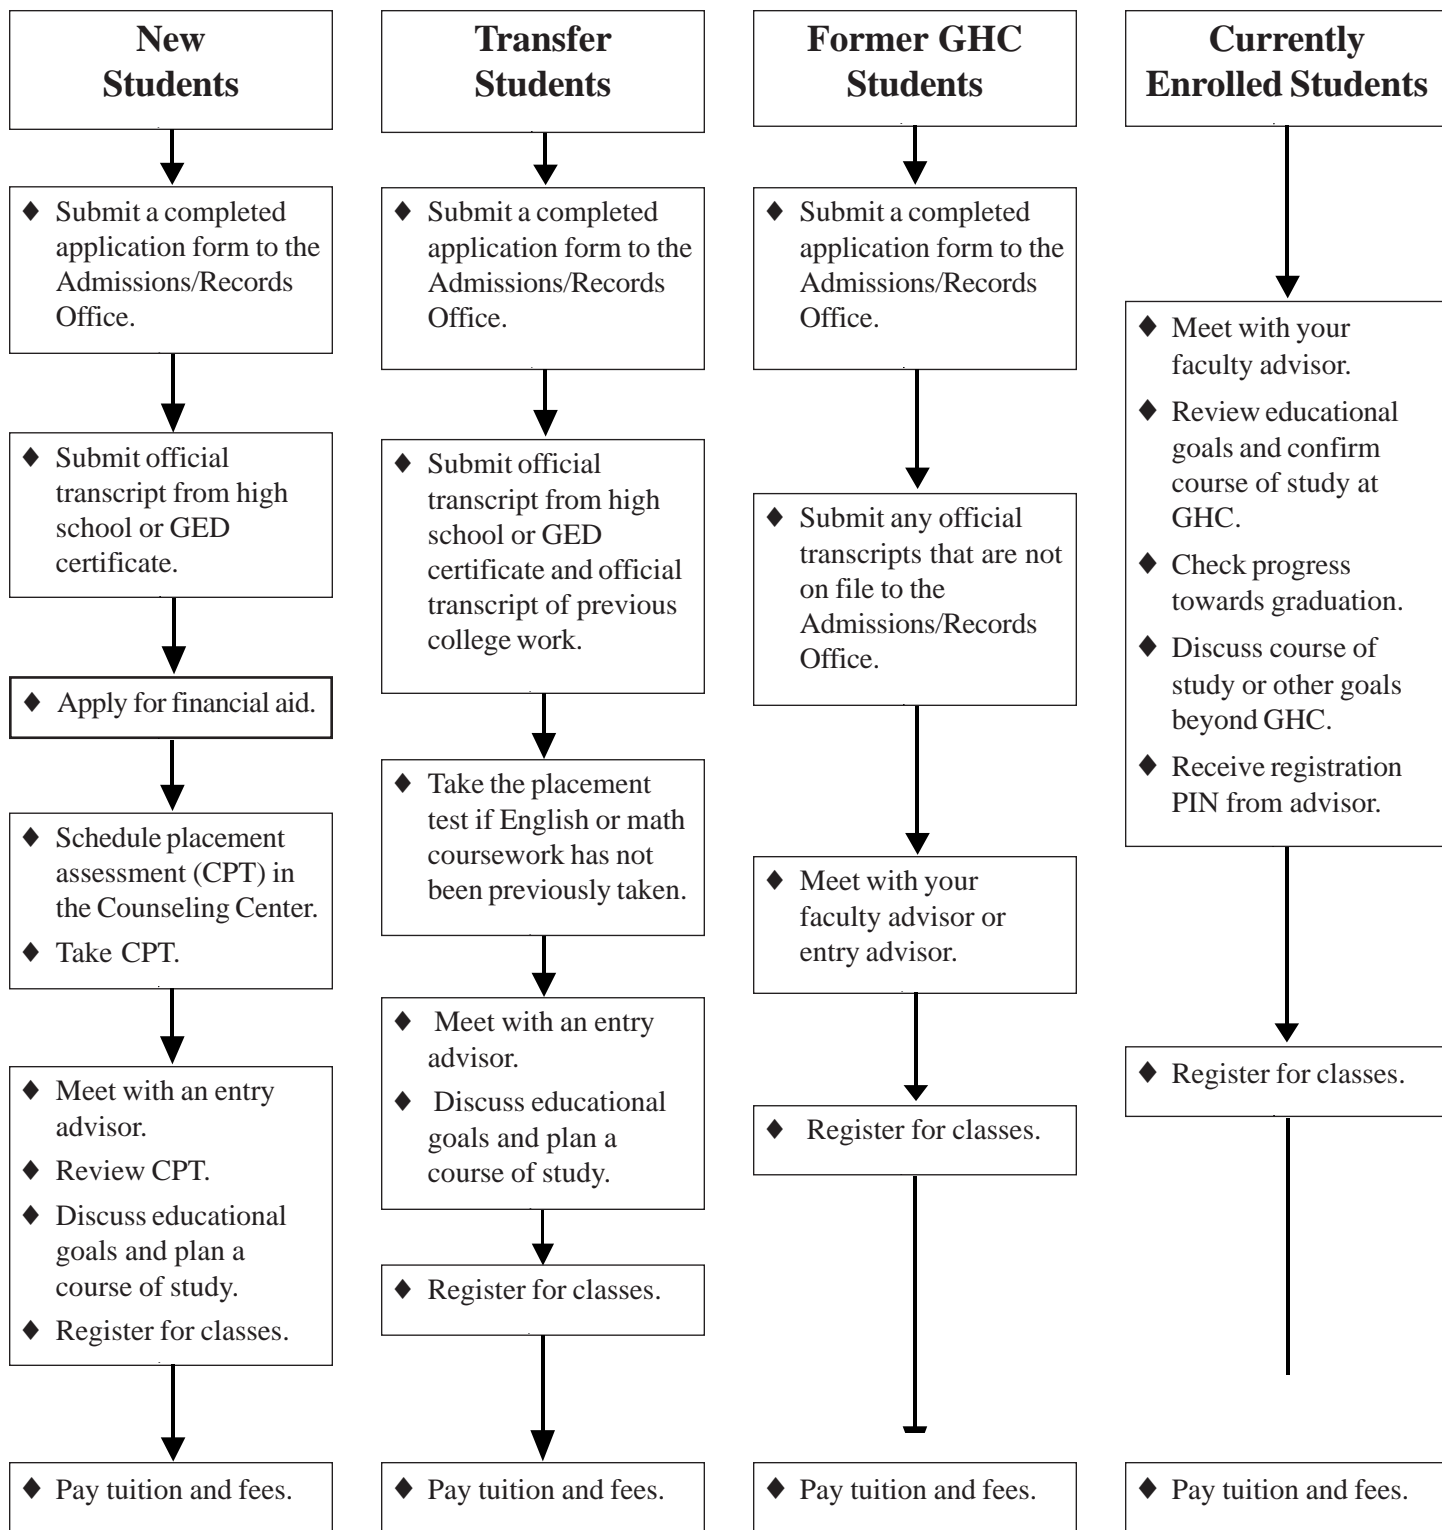 New
Students
♦ Submit a completed
application form to the
Admissions/Records
Office.
♦ Submit official
transcript from high
school or GED
certificate.
♦ Apply for financial aid.
♦ Schedule placement
assessment (CPT) in
the Counseling Center.
♦ Take CPT.
♦ Meet with an entry
advisor.
♦ Review CPT.
♦ Discuss educational
goals and plan a
course of study.
♦ Register for classes.
♦ Pay tuition and fees.
Transfer
Students
♦ Submit a completed
application form to the
Admissions/Records
Office.
♦ Submit official
transcript from high
school or GED
certificate and official
transcript of previous
college work.
♦ Take the placement
test if English or math
coursework has not
been previously taken.
♦ Meet with an entry
advisor.
♦ Discuss educational
goals and plan a
course of study.
♦ Register for classes.
♦ Pay tuition and fees.
Former GHC
Students
♦ Submit a completed
application form to the
Admissions/Records
Office.
♦ Submit any official
transcripts that are not
on file to the
Admissions/Records
Office.
♦ Meet with your
faculty advisor or
entry advisor.
♦ Register for classes.
♦ Pay tuition and fees.
Currently
Enrolled Students
♦ Meet with your
faculty advisor.
♦ Review educational
goals and confirm
course of study at
GHC.
♦ Check progress
towards graduation.
♦ Discuss course of
study or other goals
beyond GHC.
♦ Receive registration
PIN from advisor.
♦ Register for classes.
♦ Pay tuition and fees.